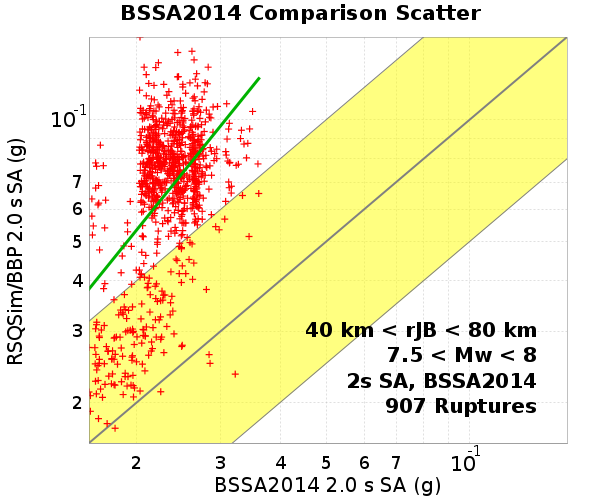 BSSA2014 Comparison Scatter
RSQSim/BBP 2.0 s SA (g)
10⁻¹
7
6
5
4
3
2
40 km < rJB < 80 km
7.5 < Mw < 8
2s SA, BSSA2014
907 Ruptures
2 3 4 5 6 7 10⁻¹
BSSA2014 2.0 s SA (g)